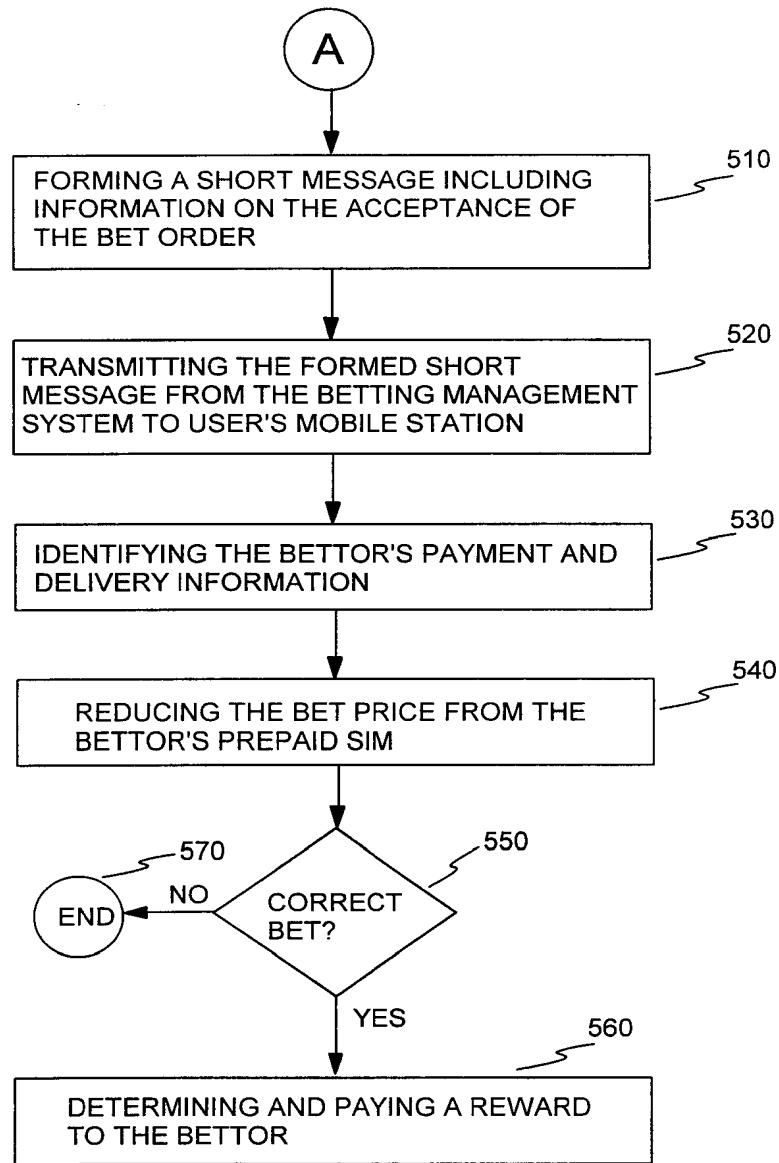 A
510
FORMING A SHORT MESSAGE INCLUDING
INFORMATION ON THE ACCEPTANCE OF
THE BET ORDER
520
TRANSMITTING THE FORMED SHORT
MESSAGE FROM THE BETTING MANAGEMENT
SYSTEM TO USER'S MOBILE STATION
530
IDENTIFYING THE BETTOR'S PAYMENT AND
DELIVERY INFORMATION
540
REDUCING THE BET PRICE FROM THE
BETTOR'S PREPAID SIM
550
570
CORRECT
BET?
NO
END
YES
560
DETERMINING AND PAYING A REWARD
TO THE BETTOR